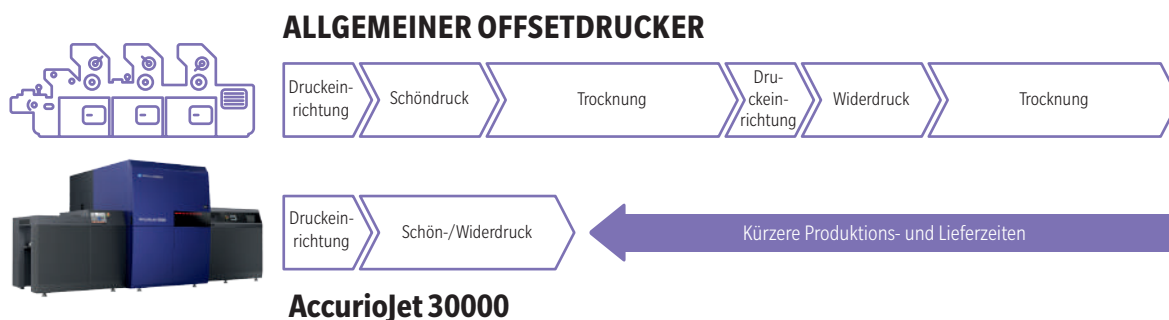 ALLGEMEINER OFFSETDRUCKER
Druckein-
richtung
Schöndruck
Trocknung
Dru-
ckein-
richtung
Widerdruck
Trocknung
Druckein-
richtung
Schön-/Widerdruck
Kürzere Produktions- und Lieferzeiten
AccurioJet 30000